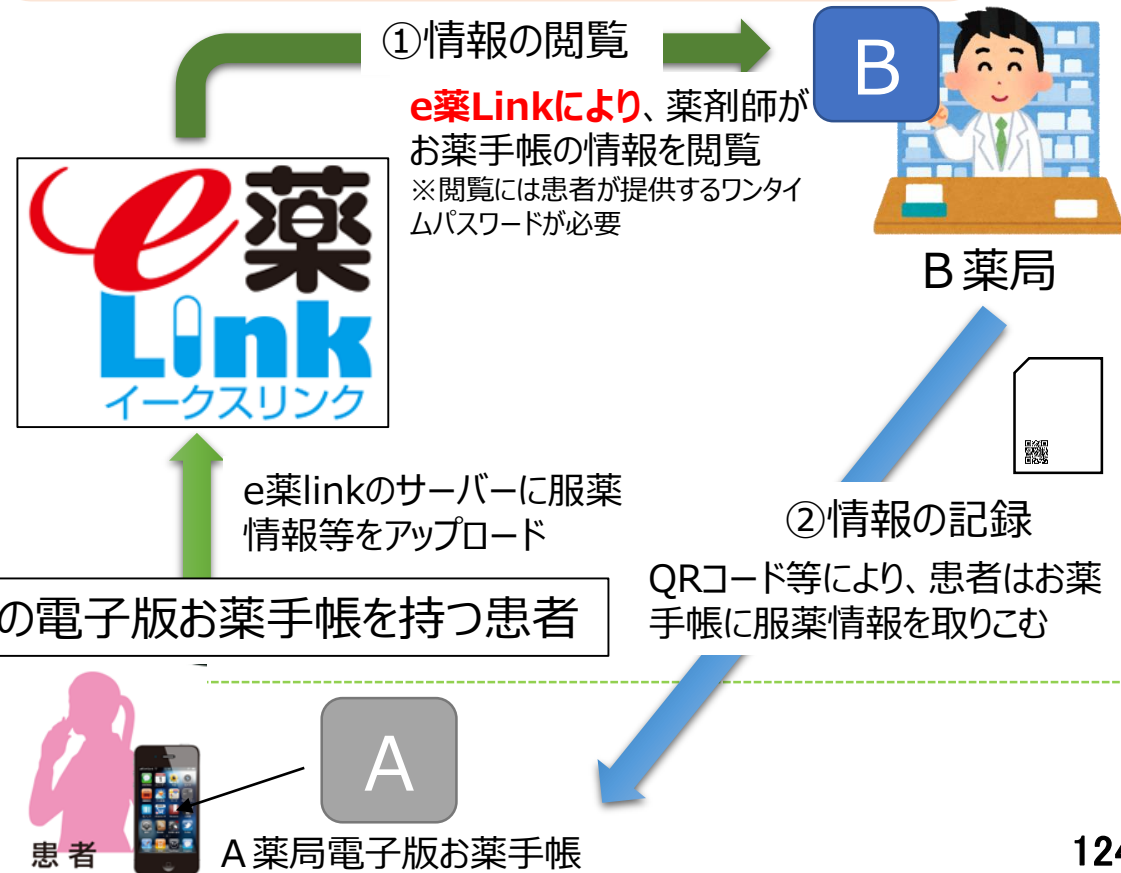 ①情報の閲覧
B
e薬Linkにより、薬剤師が
お薬手帳の情報を閲覧
※閲覧には患者が提供するワンタイ
ムパスワードが必要
B薬局
e薬
Link
イークスリンク
e薬linkのサーバーに服薬
情報等をアップロード
②情報の記録
QRコード等により、患者はお薬
手帳に服薬情報を取りこむ
の電子版お薬手帳を持つ患者
A
患者
A薬局電子版お薬手帳
124